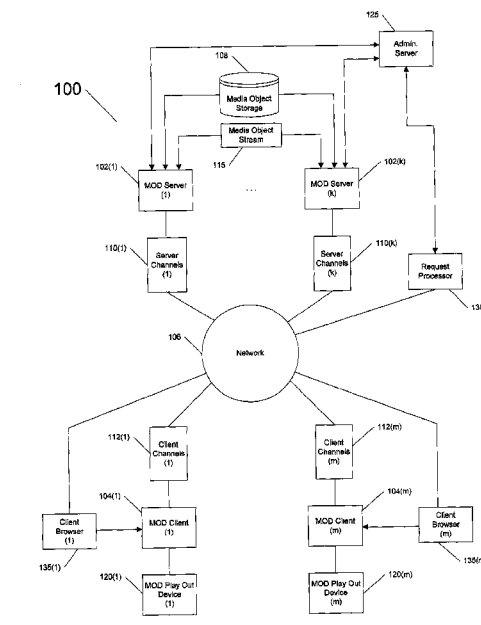 125
Admin.
Server
108
Media Object
Storage
100
Media Object
Stream
115
102(1)
102(k)
MOD Server
(1)
. . .
MOD Server
(k)
110(1)
Server
Channels
(1)
Server
Channels
(k)
110(k)
Request
Processor
106
Network
112(1)
Client
Channels
(1)
Client
Channels
(m)
112(m)
104(1)
104(m)
Client
Browser
(1)
MOD Client
(1)
MOD Client
(m)
Client
Browser
(m)
135(1)
120(1)
MOD Play Out
Device
(1)
MOD Play Out
Device
(m)
120(m)